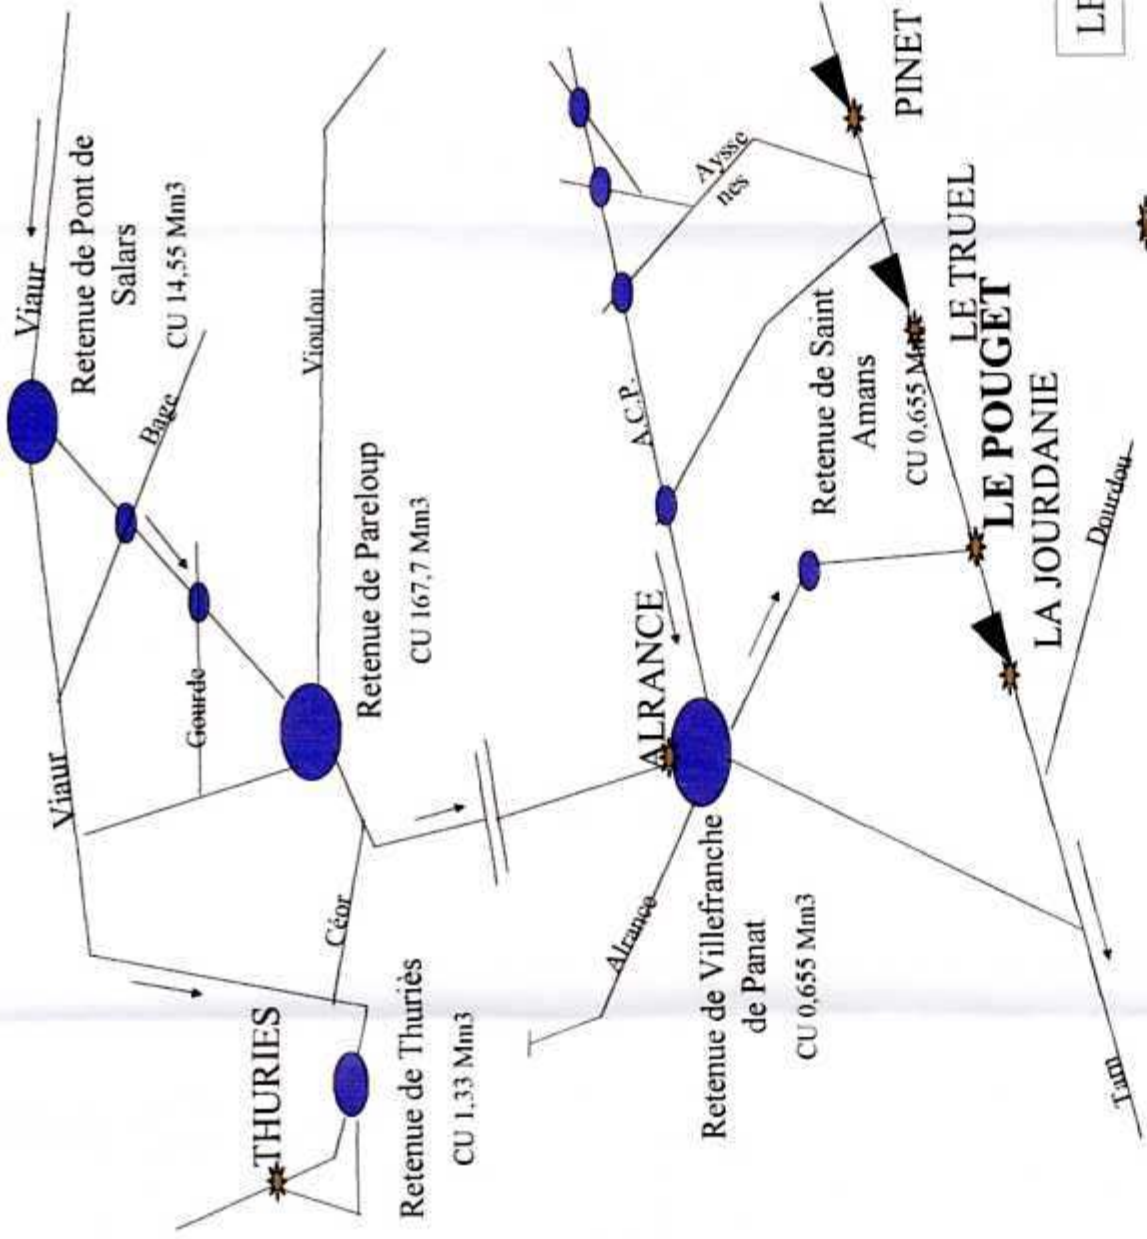 Viaur
Retenue de Pont de
Salars
CU 14,55 Mm3
Bage
Viaur
Gourde
Vioulou
Retenue de Pareloup
CU 167,7 Mm3
Céor
THURIES
Retenue de Thuriès
CU 1,33 Mm3
Aysse
nes
A.C.P.
ALRANCE
Alrance
Retenue de Villefranche
de Panat
CU 0,655 Mm3
Retenue de Saint
Amans
CU 0,655
PINET
LE TRUEL
LE POUGET
LA JOURDANIE
Dourdou
Tarn
LE